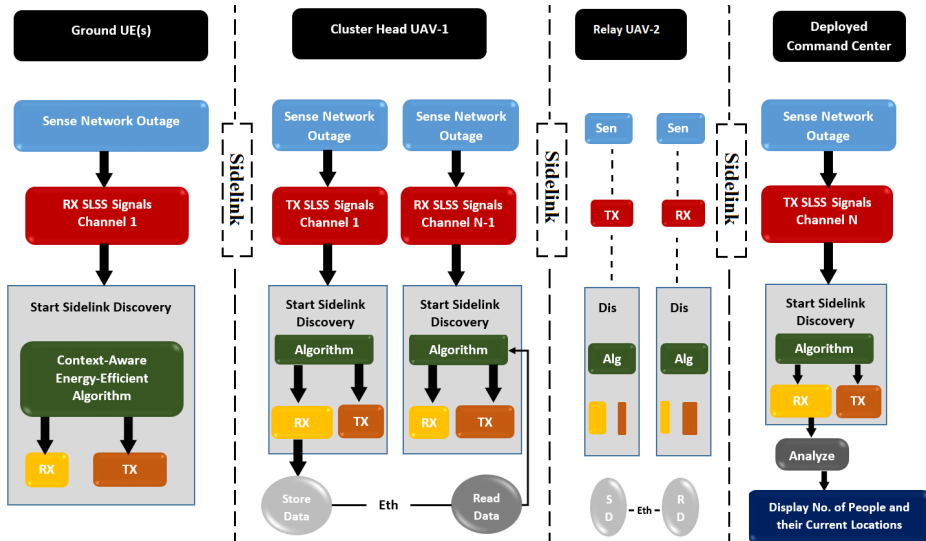 Ground UE(s)
Sense Network Outage
RX SLSS Signals
Channel 1
Start Sidelink Discovery
Context-Aware
Energy-Efficient
Algorithm
RX
TX
Sidelink
Cluster Head UAV-1
Sense Network
Outage
TX SLSS Signals
Channel 1
Start Sidelink
Discovery
Algorithm
RX
TX
Store
Data
Eth
Sense Network
Outage
RX SLSS Signals
Channel N-1
Start Sidelink
Discovery
Algorithm
RX
TX
Read
Data
Sidelink
Relay UAV-2
Sen
TX
Dis
Alg
S
D
Eth
Sen
RX
Dis
Alg
R
D
Sidelink
Deployed
Command Center
Sense Network
Outage
TX SLSS Signals
Channel N
Start Sidelink
Discovery
Algorithm
RX
TX
Analyze
Display No. of People and
their Current Locations